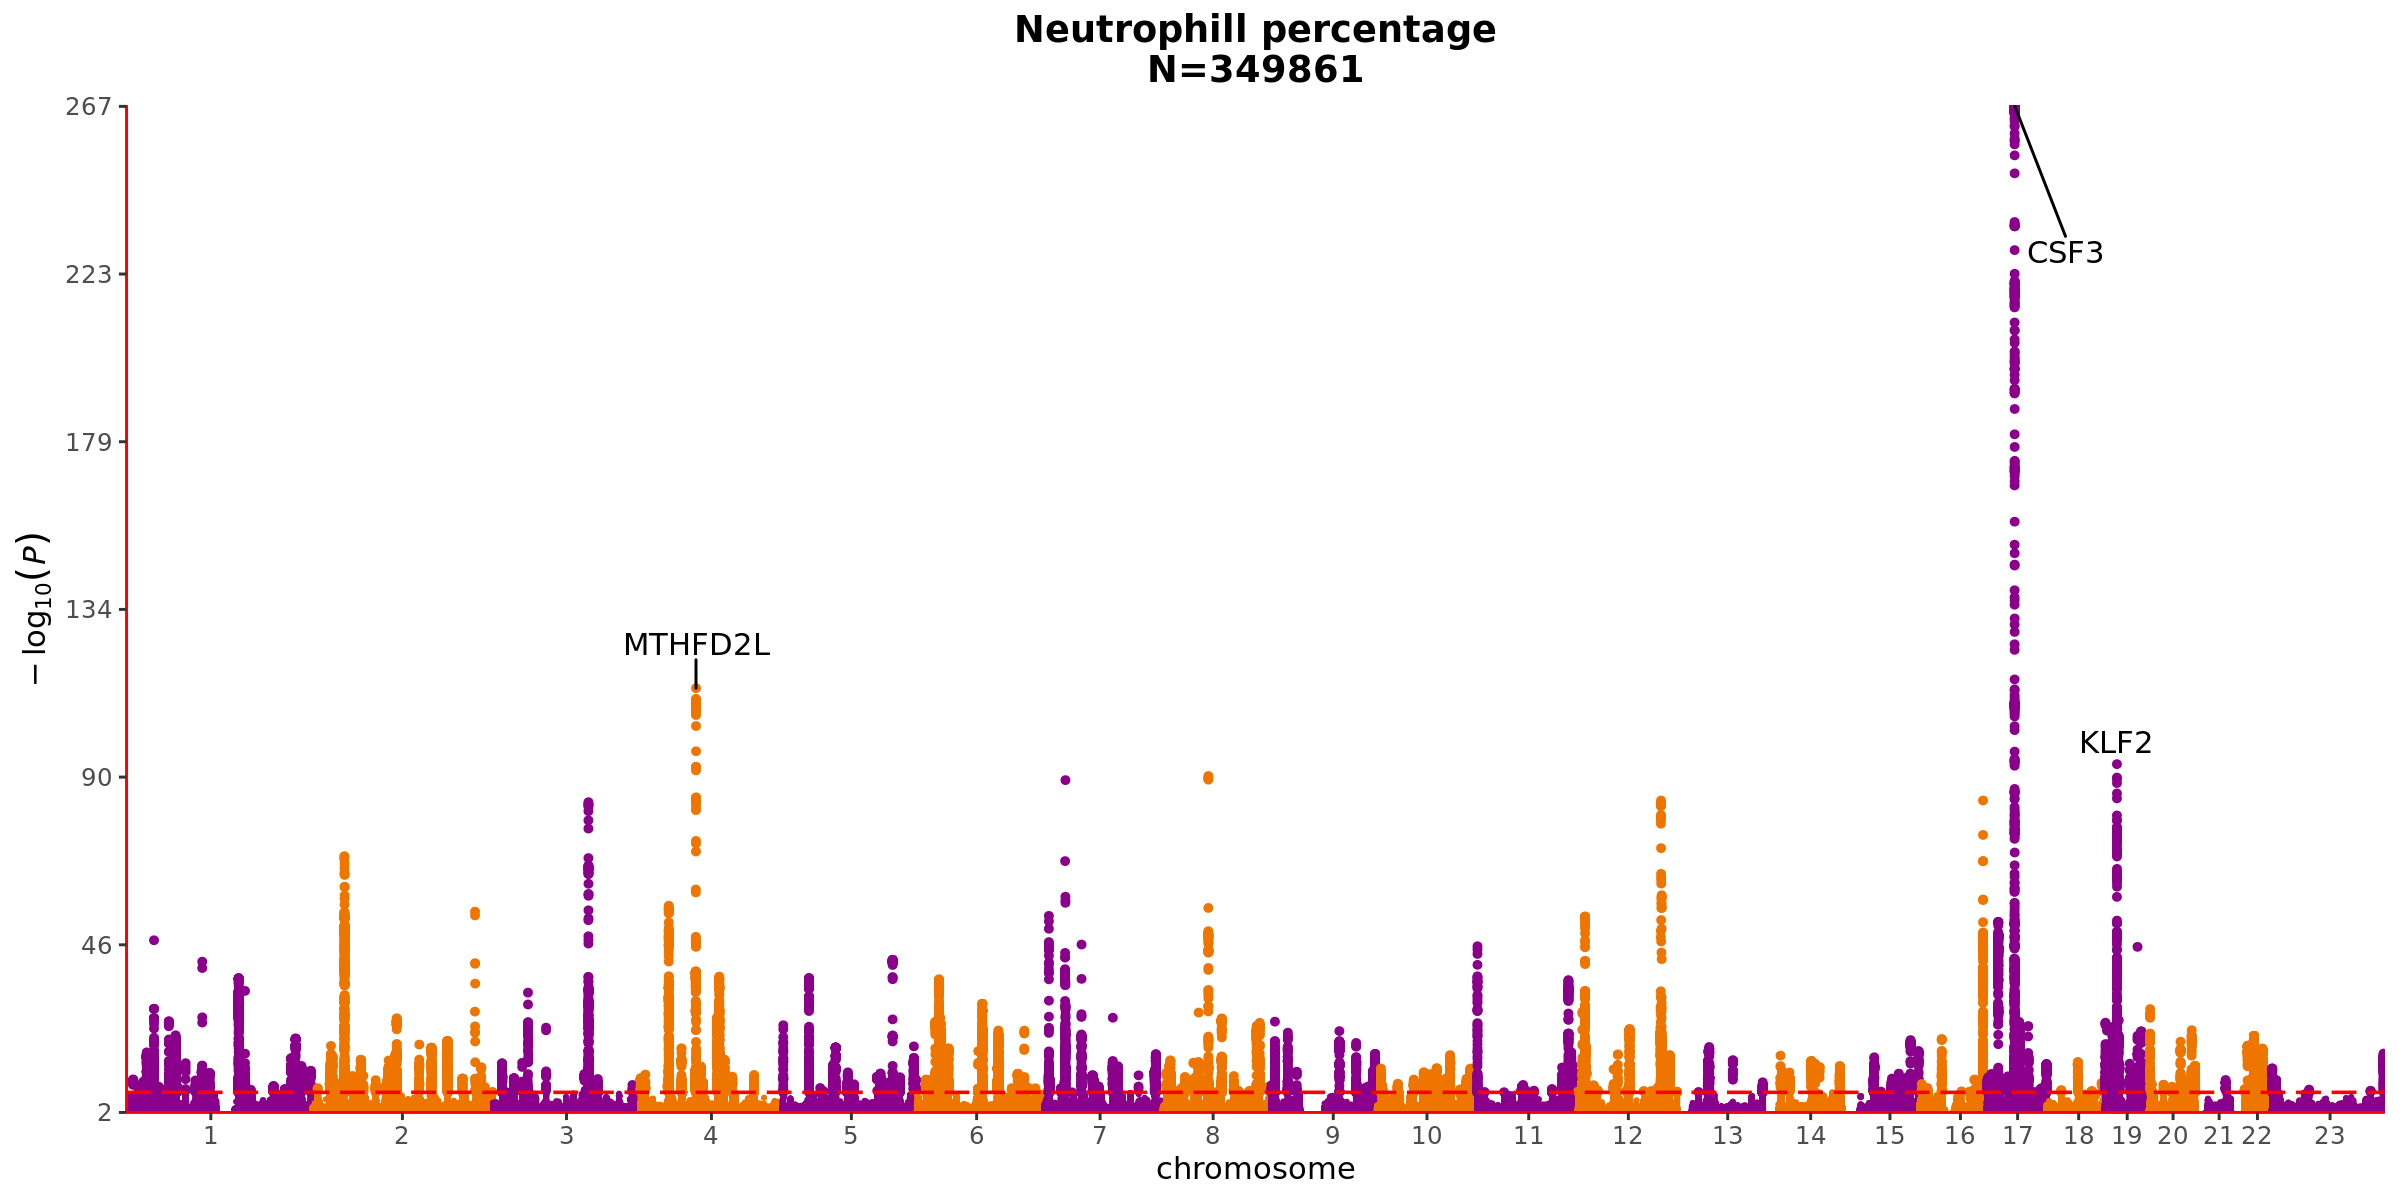 Neutrophill percentage
N=349861
267
223
179
134
90
46
2
−log10(P)
CSF3
MTHFD2L
KLF2
1 2 3 4 5 6 7 8 9 10 11 12 13 14 15 16 17 18 19 20 21 22 23
chromosome